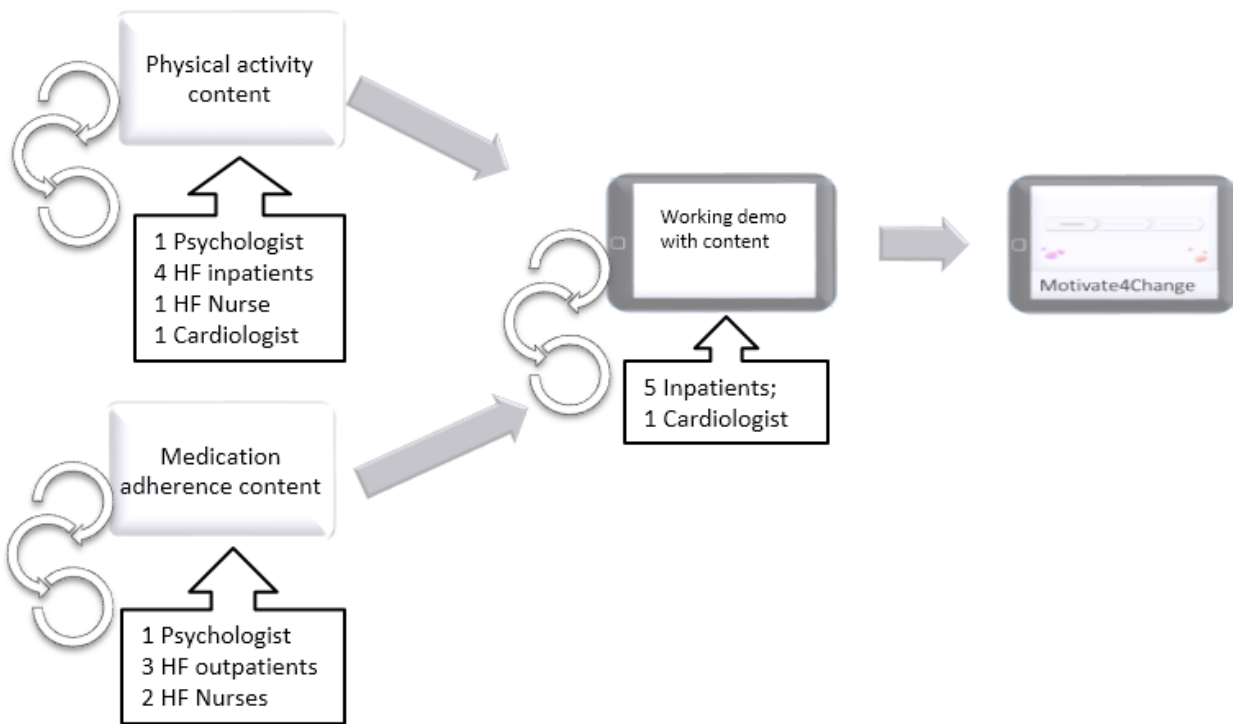 Physical activity
content
1 Psychologist
4 HF inpatients
1 HF Nurse
1 Cardiologist
Medication
adherence content
1 Psychologist
3 HF outpatients
2 HF Nurses
Working demo
with content
5 Inpatients;
1 Cardiologist
Motivate4Change